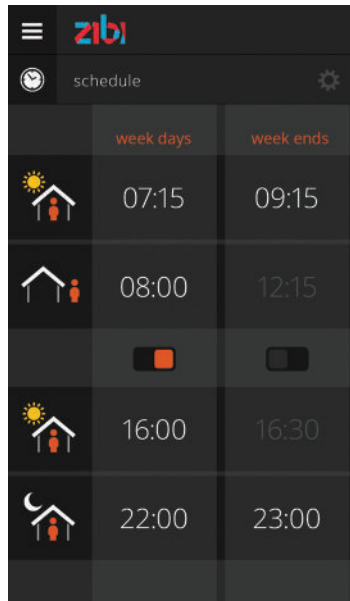 zibi
schedule
week days week ends
07:15 09:15
08:00 12:15
16:00 16:30
22:00 23:00